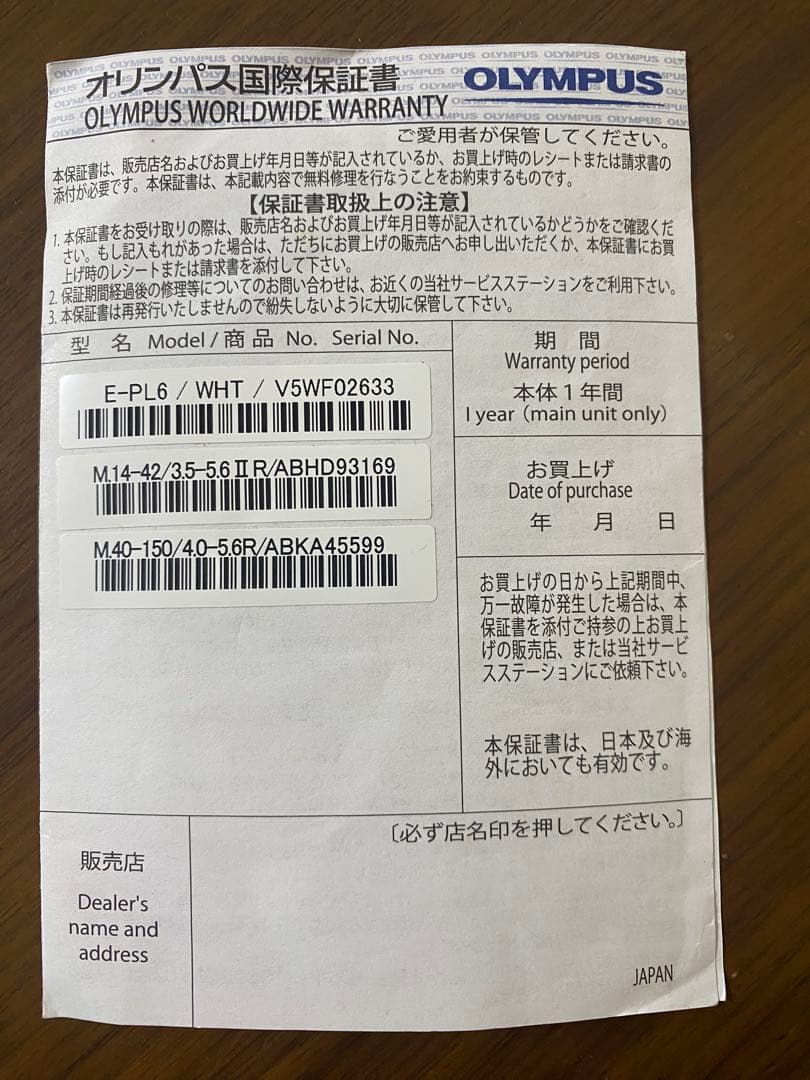 オリンパス国際保証書
OLYMPUS
OLYMPUS WORLDWIDE WARRANTY
ご愛用者が保管してください。
本保証書は、販売店名およびお買上げ年月日等が記入されているか、お買上げ時のレシートまたは請求書の
添付が必要です。本保証書は、本記載内容で無料修理を行なうことをお約束するものです。
【保証書取扱上の注意】
1. 本保証書をお受け取りの際は、販売店名およびお買上げ年月日等が記入されているかどうかをご確認くだ
さい。もし記入もれがあった場合は、ただちにお買上げの販売店へお申し出いただくか、本保証書にお買
上げ時のレシートまたは請求書を添付して下さい。
2. 保証期間経過後の修理等についてのお問い合わせは、お近くの当社サービスステーションをご利用下さい。
3. 本保証書は再発行いたしませんので紛失しないように大切に保管して下さい。
型 名 Model / 商品 No. Serial No.
E-PL6 / WHT / V5WF02633
M.14-42/3.5-5.6ⅡR/ABHD93169
M.40-150/4.0-5.6R/ABKA45599
期 間
Warranty period
本体1年間
I year (main unit only)
お買上げ
Date of purchase
年 月 日
お買上げの日から上記期間中、
万一故障が発生した場合は、本
保証書を添付ご持参の上お買上
げの販売店、または当社サービ
スステーションにご依頼下さい。
本保証書は、日本及び海
外においても有効です。
販売店
Dealer's
name and
address
〔必ず店名印を押してください。〕
JAPAN